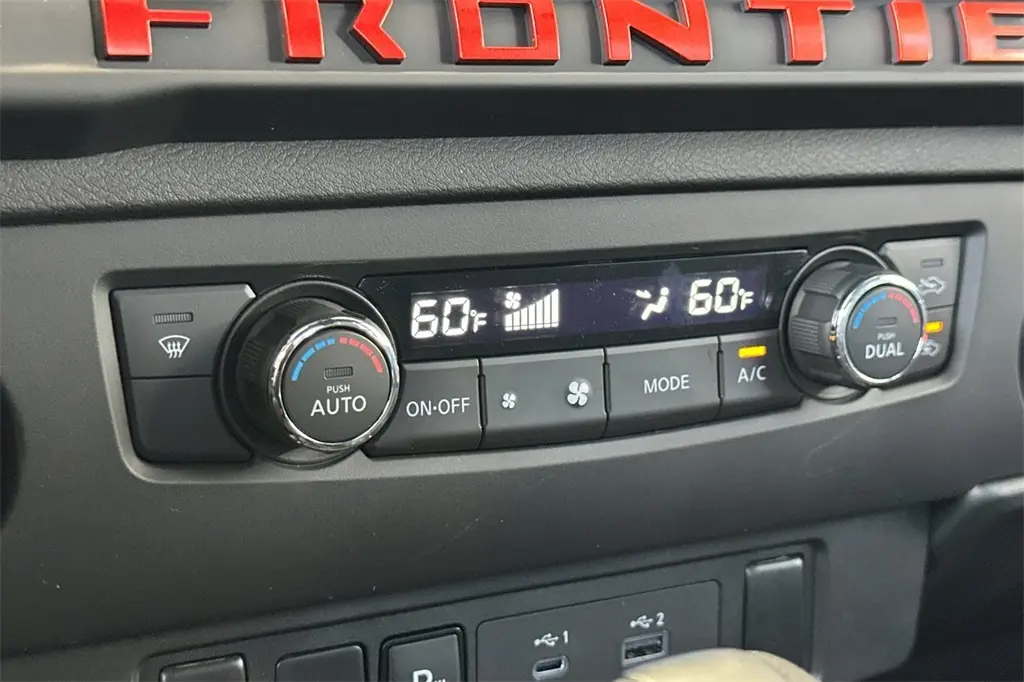 FRONTIE
60°F 60°F
PUSH
AUTO
ON•OFF
MODE
A/C
PUSH
DUAL
1
2
P